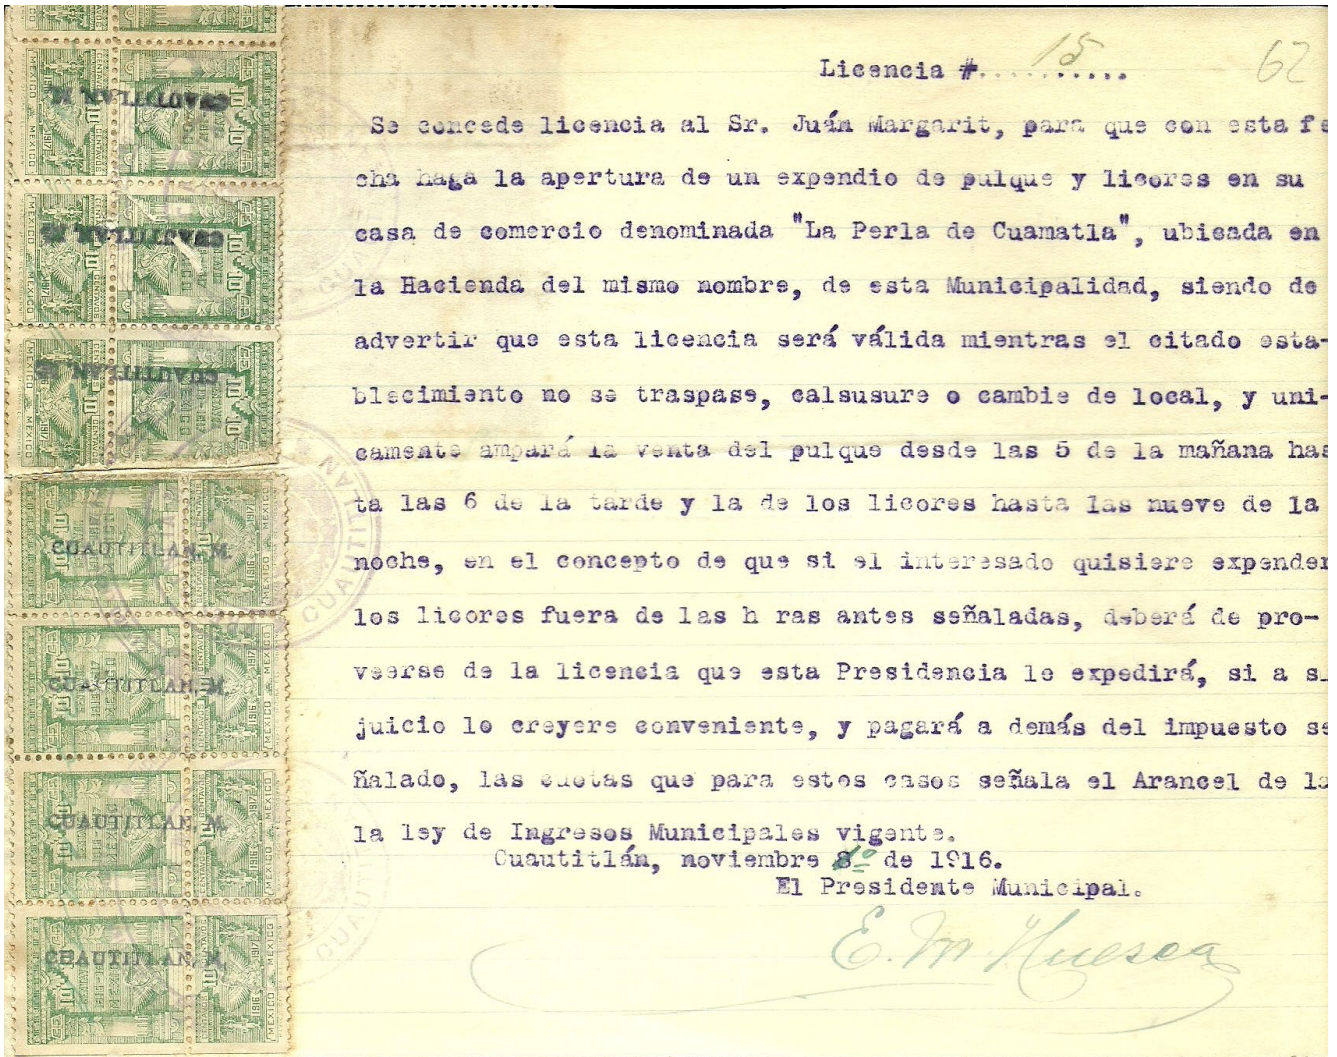 Licencia #..15........
62
Se concede licencia al Sr. Juán Margarit, para que con esta fe
cha haga la apertura de un expendio de pulque y licores en su
casa de comercio denominada "La Perla de Cuamatla", ubicada en
la Hacienda del mismo nombre, de esta Municipalidad, siendo de
advertir que esta licencia será válida mientras el citado esta-
blecimiento no se traspase, calsusure o cambie de local, y uni-
camente ampará la venta del pulque desde las 5 de la mañana has
ta las 6 de la tarde y la de los licores hasta las nueve de la
noche, en el concepto de que si el interesado quisiere expender
los licores fuera de las h ras antes señaladas, deberá de pro-
veerse de la licencia que esta Presidencia le expedirá, si a s
juicio lo creyere conveniente, y pagará a demás del impuesto se
ñalado, las cuotas que para estos casos señala el Arancel de la
la ley de Ingresos Municipales vigente.
Cuautitlán, noviembre 1º de 1916.
El Presidente Municipal.
E. M. Huesca
CUAUTITLAN, M.
CUAUTITLAN, M.
CUAUTITLAN, M.
CUAUTITLAN, M.
CUAUTITLAN, M.
CUAUTITLAN, M.
CUAUTITLAN, M.